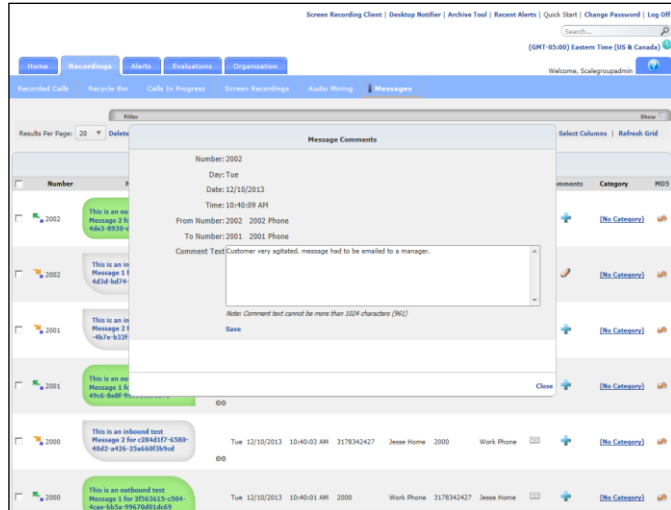 Screen Recording Client | Desktop Notifier | Archive Tool | Recent Alerts | Quick Start | Change Password | Log Off
Search...
(GMT-05:00) Eastern Time (US & Canada)
Home Recordings Alerts Evaluations Organization
Welcome, Scalegroupadmin
Recorded Calls Recycle Bin Calls In Progress Screen Recordings Audio Mining Messages
Filter Show
Results Per Page: 20 Delete Select Columns | Refresh Grid
Message Comments
Number: 2002
Day: Tue
Date: 12/10/2013
Time: 10:40:09 AM
From Number: 2002 2002 Phone
To Number: 2001 2001 Phone
Comment Text Customer very agitated, message had to be emailed to a manager.
Note: Comment text cannot be more than 1024 characters (961)
Save
Close
Number Category MD5
2002 This is an ou
Message 2 f
4da3-8930-
(No Category)
2002 This is an in
Message 1 f
4d3d-bd74-
(No Category)
2001 This is an in
Message 2 f
-4b7e-b32f-
(No Category)
2001 This is an ou
Message 1 fo
(No Category)
2000 This is an inbound test
Message 2 for c284d1f7-6580-
40d2-a426-25a660f3b9cd
Tue 12/10/2013 10:40:03 AM 3178342427 Jesse Home 2000 Work Phone (No Category)
2000 This is an outbound test
Message 1 for 2f563615-c504-
4cae-bb5a-99670d01dc69
Tue 12/10/2013 10:40:01 AM 2000 Work Phone 3178342427 Jesse Home (No Category)